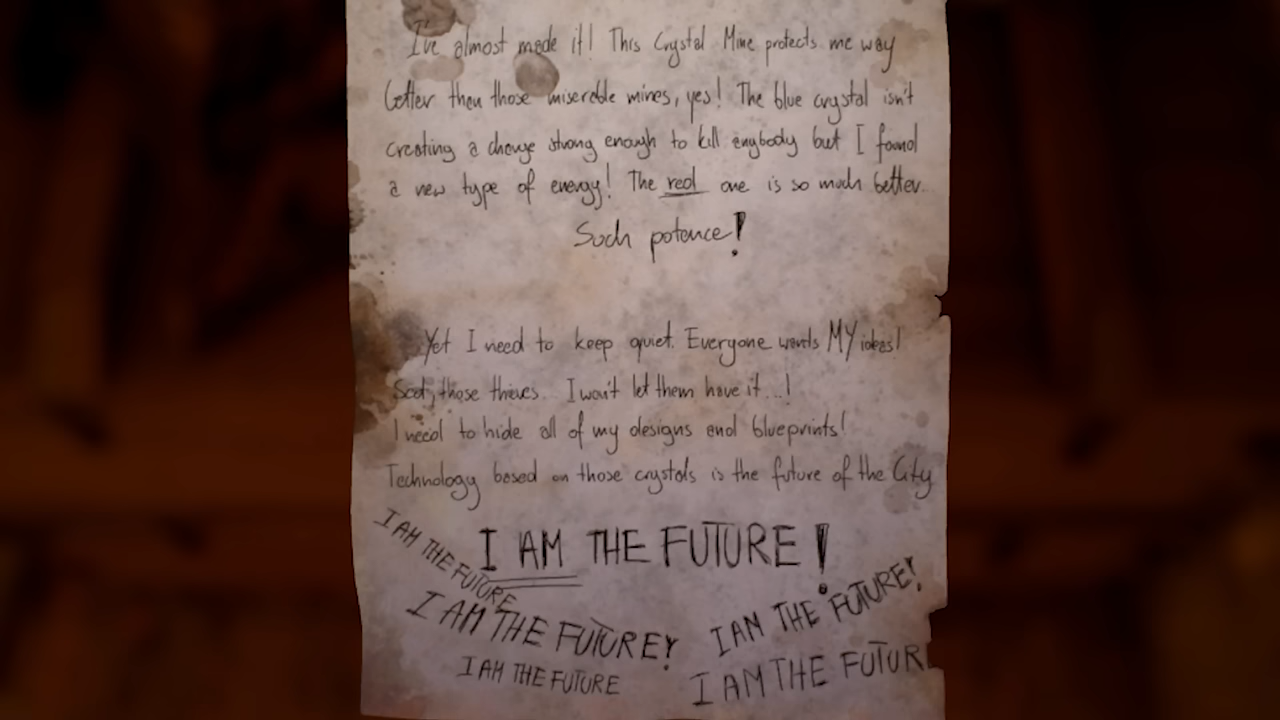 I've almost made it! This Crystal Mine protects me way
better then those miserable mines, yes! The blue crystal isn't
creating a charge strong enough to kill anybody but I found
a new type of energy! The red one is so much better.
Such potence!
Yet I need to keep quiet. Everyone wants MY ideas!
those thieves... I won't let them have it...!
I need to hide all of my designs and blueprints!
Technology based on those crystals is the future of the City
I AM THE FUTURE!
I AM THE FUTURE
I AM THE FUTURE!
I AM THE FUTURE!
I AM THE FUTURE
I AM THE FUTUR